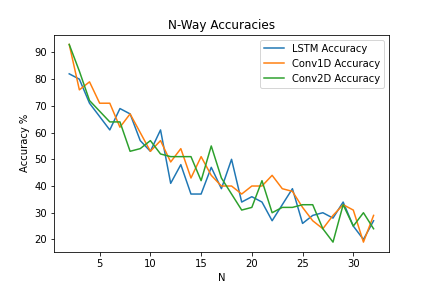 N-Way Accuracies
LSTM Accuracy
Conv1D Accuracy
Conv2D Accuracy
Accuracy %
90
80
70
60
50
40
30
20
5 10 15 20 25 30
N